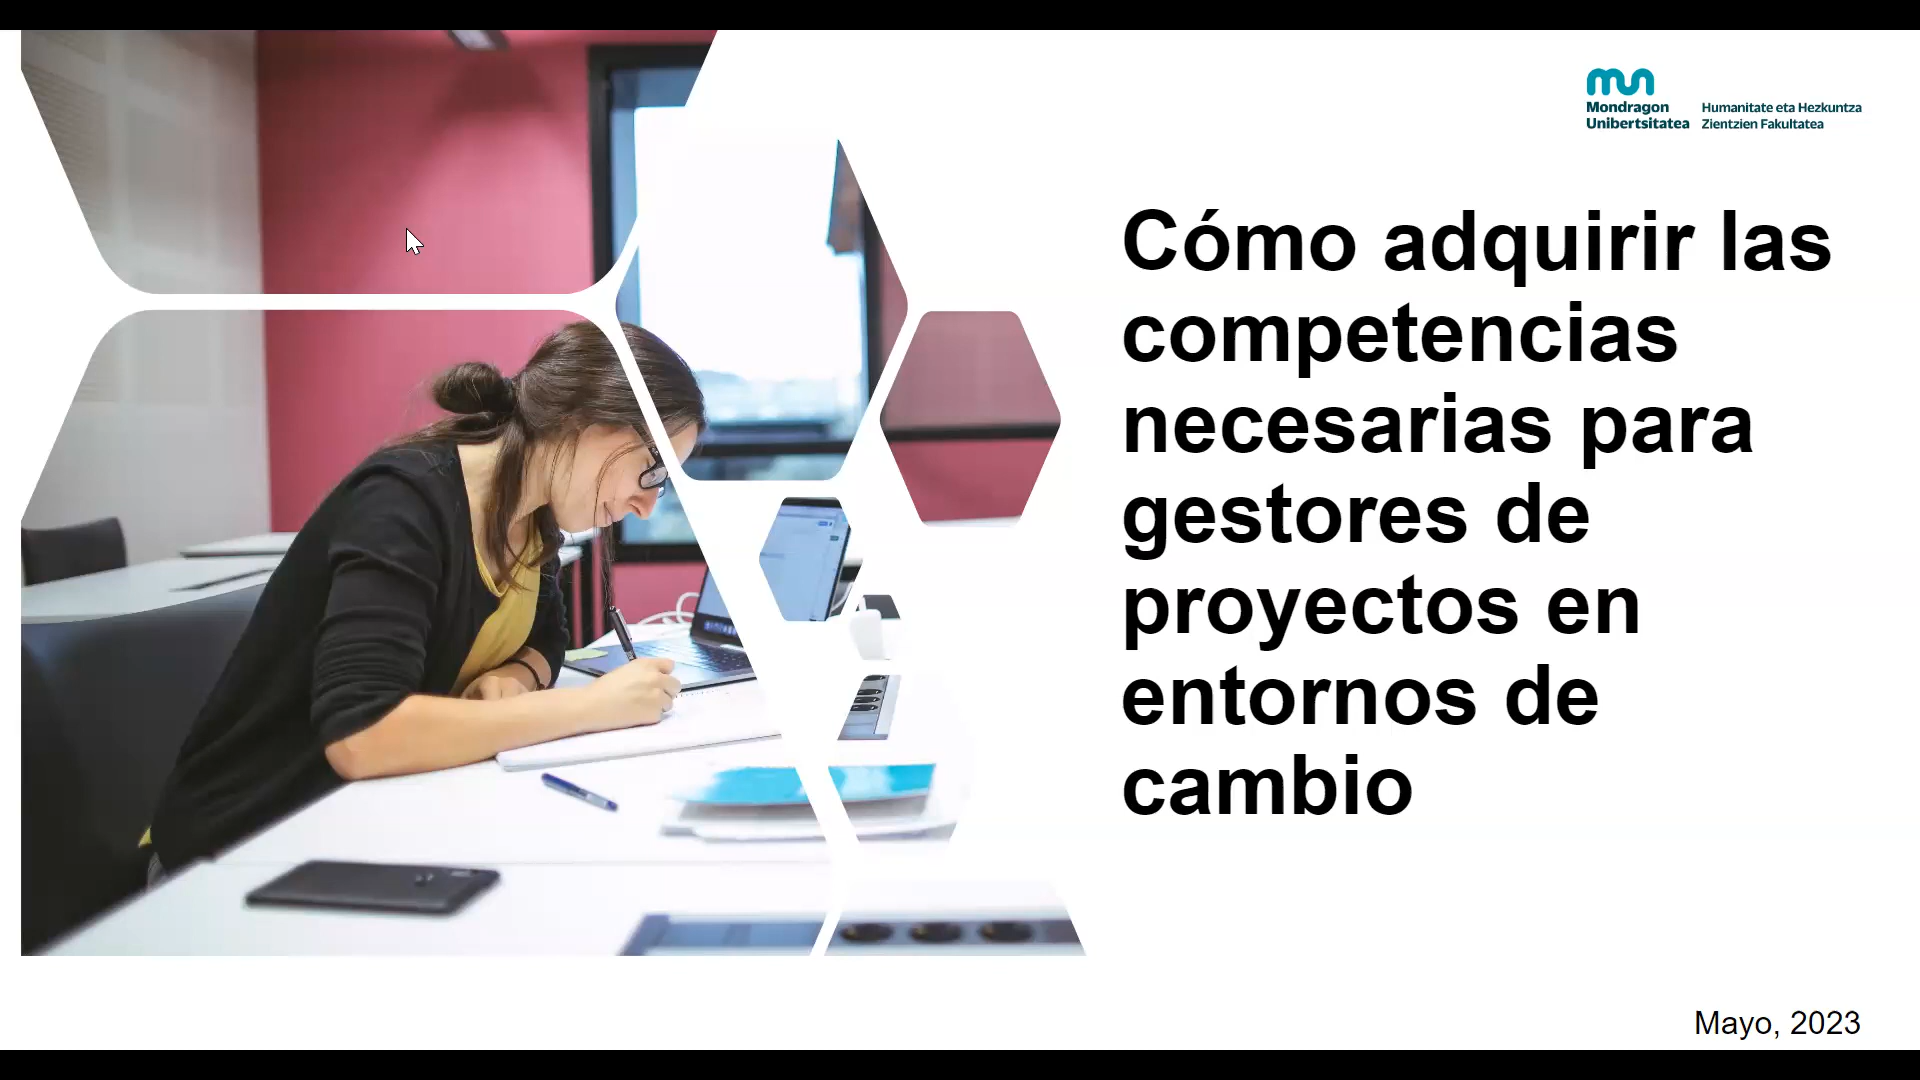 mun
Mondragon
Unibertsitatea
Humanitate eta Hezkuntza
Zientzien Fakultatea
Cómo adquirir las
competencias
necesarias para
gestores de
proyectos en
entornos de
cambio
Mayo, 2023